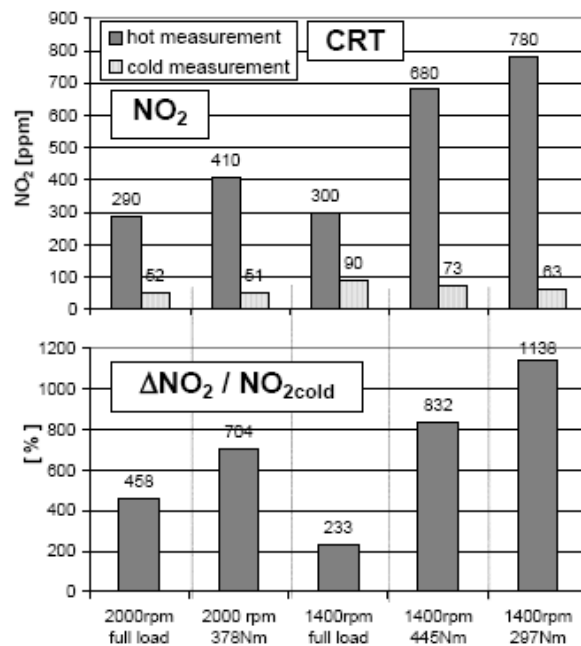 900
800
700
600
500
400
300
200
100
0
NO₂ [ppm]
hot measurement
cold measurement
CRT
NO₂
290
52
410
51
300
90
680
73
780
63
1200
1000
800
600
400
200
0
[%]
ΔNO₂ / NO₂cold
458
704
233
832
1138
2000rpm
full load
2000 rpm
378Nm
1400rpm
full load
1400rpm
445Nm
1400rpm
297Nm